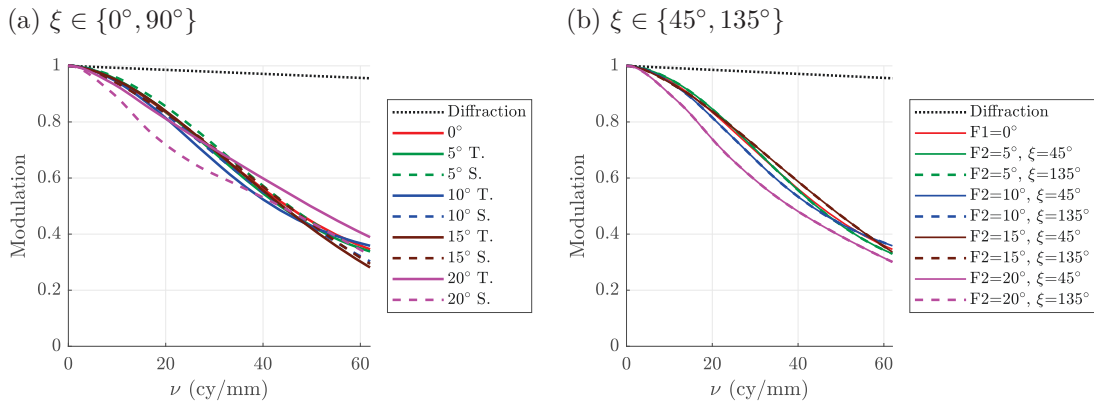 (a) ξ ∈ {0°, 90°}
1
0.8
0.6
0.4
0.2
0
0
20
40
60
Modulation
ν (cy/mm)
Diffraction
0°
5° T.
5° S.
10° T.
10° S.
15° T.
15° S.
20° T.
20° S.
(b) ξ ∈ {45°, 135°}
1
0.8
0.6
0.4
0.2
0
0
20
40
60
Modulation
ν (cy/mm)
Diffraction
F1=0°
F2=5°, ξ=45°
F2=5°, ξ=135°
F2=10°, ξ=45°
F2=10°, ξ=135°
F2=15°, ξ=45°
F2=15°, ξ=135°
F2=20°, ξ=45°
F2=20°, ξ=135°